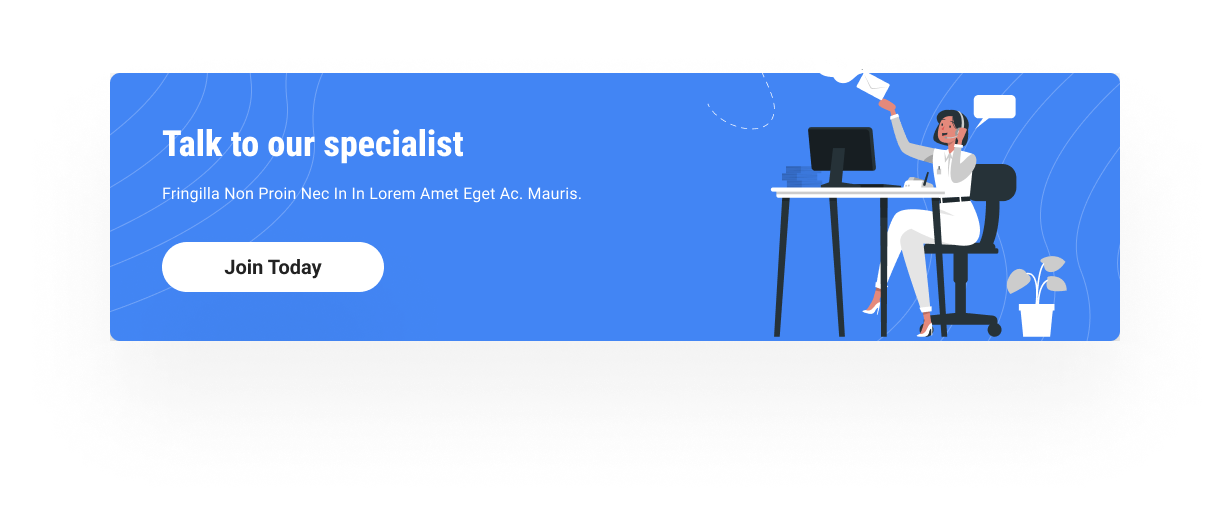 Talk to our specialist
Fringilla Non Proin Nec In In Lorem Amet Eget Ac. Mauris.
Join Today